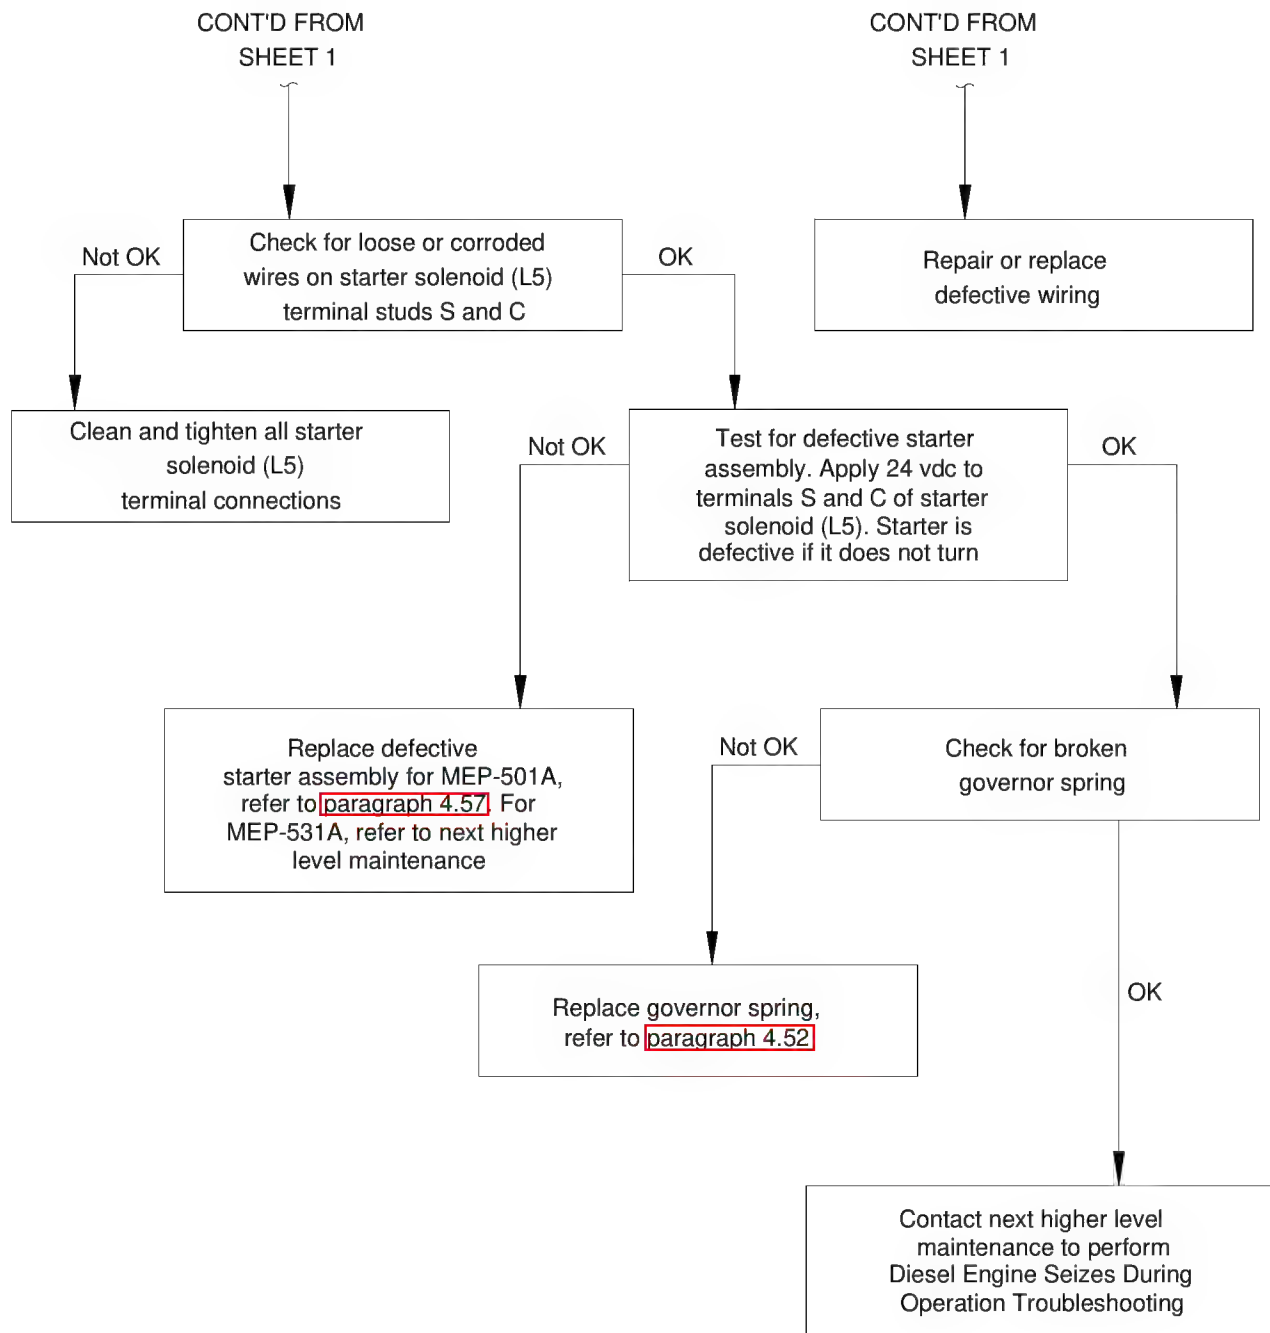 CONT'D FROM
SHEET 1
CONT'D FROM
SHEET 1
Not OK
Check for loose or corroded
wires on starter solenoid (L5)
terminal studs S and C
OK
Repair or replace
defective wiring
Clean and tighten all starter
solenoid (L5)
terminal connections
Not OK
Test for defective starter
assembly. Apply 24 vdc to
terminals S and C of starter
solenoid (L5). Starter is
defective if it does not turn
OK
Replace defective
starter assembly for MEP-501A,
refer to paragraph 4.57. For
MEP-531A, refer to next higher
level maintenance
Not OK
Check for broken
governor spring
Replace governor spring,
refer to paragraph 4.52
OK
Contact next higher level
maintenance to perform
Diesel Engine Seizes During
Operation Troubleshooting